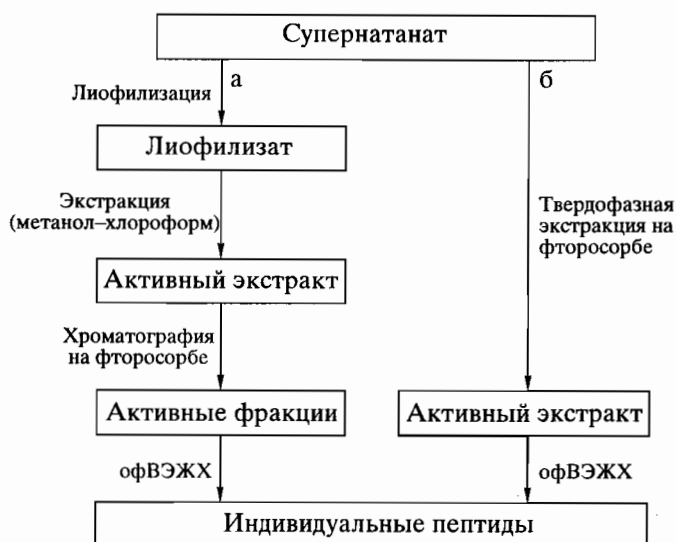 Супернатанат
а
б
Лиофилизация
Лиофилизат
Экстракция
(метанол–хлороформ)
Твердофазная
экстракция на
фторосорбе
Активный экстракт
Хроматография
на фторосорбе
Активные фракции
Активный экстракт
офВЭЖХ
офВЭЖХ
Индивидуальные пептиды